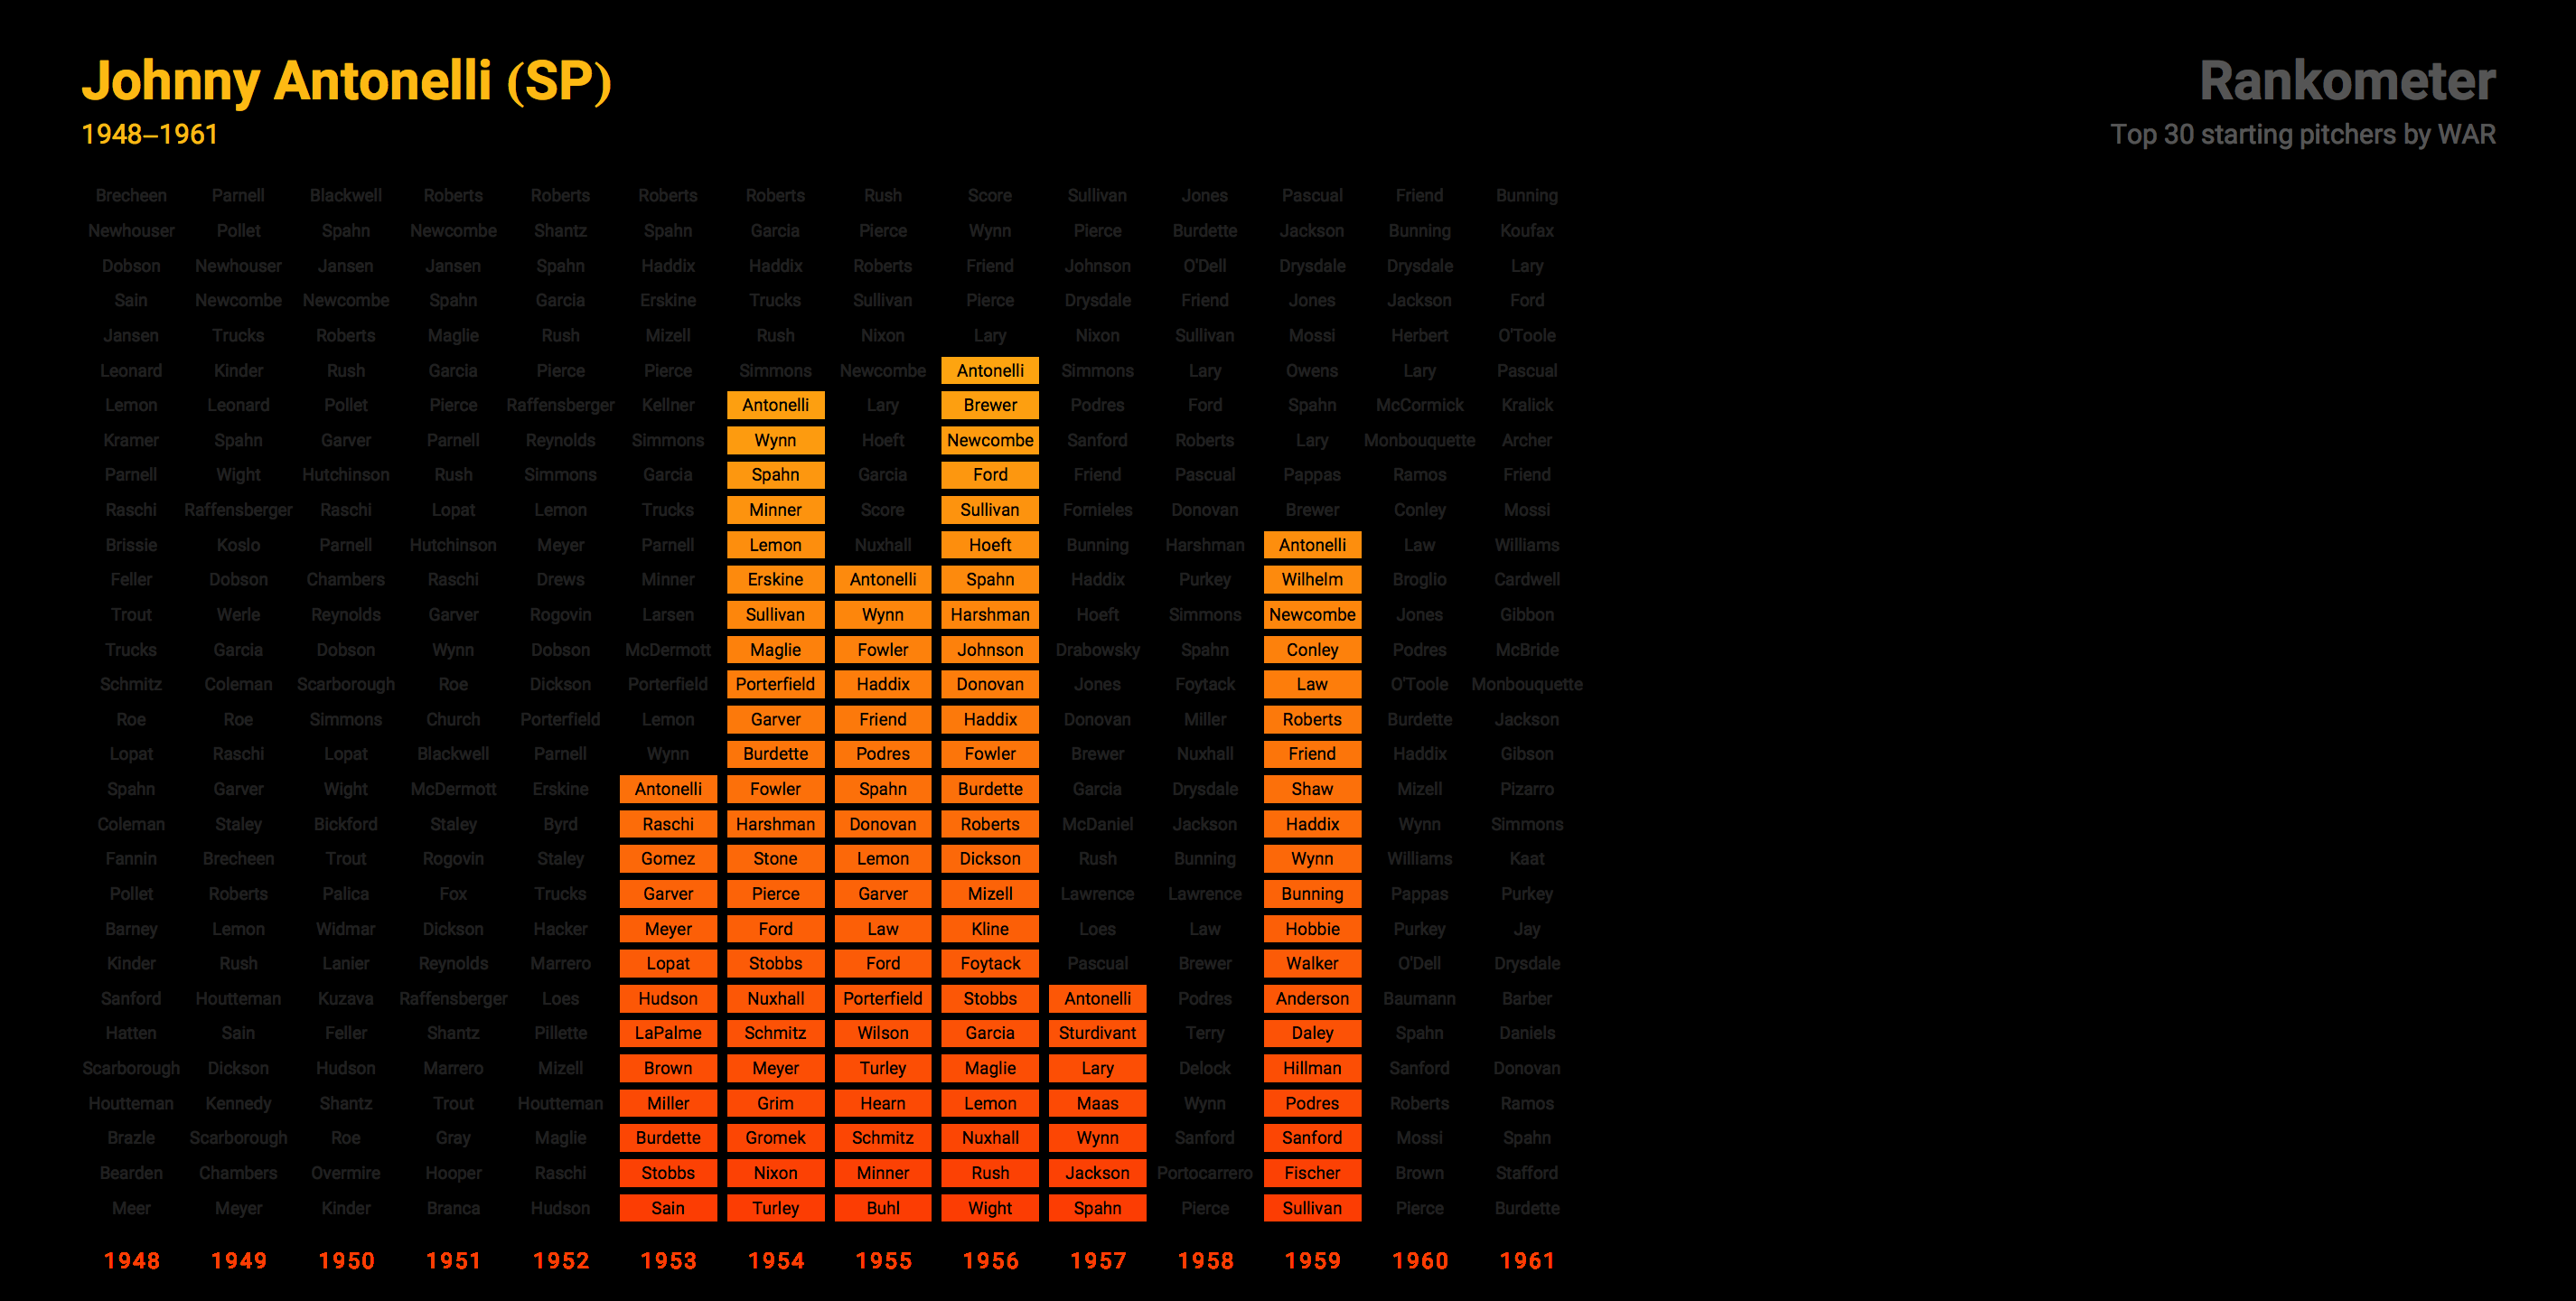 Johnny Antonelli (SP)
1948–1961
Rankometer
Top 30 starting pitchers by WAR
Brecheen Parnell Blackwell Roberts Roberts Roberts Roberts Rush Score Sullivan Jones Pascual Friend Bunning
Newhouser Pollet Spahn Newcombe Shantz Spahn Garcia Pierce Wynn Pierce Burdette Jackson Bunning Koufax
Dobson Newhouser Jansen Jansen Spahn Haddix Haddix Roberts Friend Johnson O'Dell Drysdale Drysdale Lary
Sain Newcombe Newcombe Spahn Garcia Erskine Trucks Sullivan Pierce Drysdale Friend Jones Jackson Ford
Jansen Trucks Roberts Maglie Rush Mizell Rush Nixon Lary Nixon Sullivan Mossi Herbert O'Toole
Leonard Kinder Rush Garcia Pierce Pierce Simmons Newcombe Antonelli Simmons Lary Owens Lary Pascual
Lemon Leonard Pollet Pierce Raffensberger Kellner Antonelli Lary Brewer Podres Ford Spahn McCormick Kralick
Kramer Spahn Garver Parnell Reynolds Simmons Wynn Hoeft Newcombe Sanford Roberts Lary Monbouquette Archer
Parnell Wight Hutchinson Rush Simmons Garcia Spahn Garcia Ford Friend Pascual Pappas Ramos Friend
Raschi Raffensberger Raschi Lopat Lemon Trucks Minner Score Sullivan Fornieles Donovan Brewer Conley Mossi
Brissie Koslo Parnell Hutchinson Meyer Parnell Lemon Nuxhall Hoeft Bunning Harshman Antonelli Law Williams
Feller Dobson Chambers Raschi Drews Minner Erskine Antonelli Spahn Haddix Purkey Wilhelm Broglio Cardwell
Trout Werle Reynolds Garver Rogovin Larsen Sullivan Wynn Harshman Hoeft Simmons Newcombe Jones Gibbon
Trucks Garcia Dobson Wynn Dobson McDermott Maglie Fowler Johnson Drabowsky Spahn Conley Podres McBride
Schmitz Coleman Scarborough Roe Dickson Porterfield Porterfield Haddix Donovan Jones Foytack Law O'Toole Monbouquette
Roe Roe Simmons Church Porterfield Lemon Garver Friend Haddix Donovan Miller Roberts Burdette Jackson
Lopat Raschi Lopat Blackwell Parnell Wynn Burdette Podres Fowler Brewer Nuxhall Friend Haddix Gibson
Spahn Garver Wight McDermott Erskine Antonelli Fowler Spahn Burdette Garcia Drysdale Shaw Mizell Pizarro
Coleman Staley Bickford Staley Byrd Raschi Harshman Donovan Roberts McDaniel Jackson Haddix Wynn Simmons
Fannin Brecheen Trout Rogovin Staley Gomez Stone Lemon Dickson Rush Bunning Wynn Williams Kaat
Pollet Roberts Palica Fox Trucks Garver Pierce Garver Mizell Lawrence Lawrence Bunning Pappas Purkey
Barney Lemon Widmar Dickson Hacker Meyer Ford Law Kline Loes Law Hobbie Purkey Jay
Kinder Rush Lanier Reynolds Marrero Lopat Stobbs Ford Foytack Pascual Brewer Walker O'Dell Drysdale
Sanford Houtteman Kuzava Raffensberger Loes Hudson Nuxhall Porterfield Stobbs Antonelli Podres Anderson Baumann Barber
Hatten Sain Feller Shantz Pillette LaPalme Schmitz Wilson Garcia Sturdivant Terry Daley Spahn Daniels
Scarborough Dickson Hudson Marrero Mizell Brown Meyer Turley Maglie Lary Delock Hillman Sanford Donovan
Houtteman Kennedy Shantz Trout Houtteman Miller Grim Hearn Lemon Maas Wynn Podres Roberts Ramos
Brazle Scarborough Roe Gray Maglie Burdette Gromek Schmitz Nuxhall Wynn Sanford Sanford Mossi Spahn
Bearden Chambers Overmire Hooper Raschi Stobbs Nixon Minner Rush Jackson Portocarrero Fischer Brown Stafford
Meer Meyer Kinder Branca Hudson Sain Turley Buhl Wight Spahn Pierce Sullivan Pierce Burdette
1948 1949 1950 1951 1952 1953 1954 1955 1956 1957 1958 1959 1960 1961